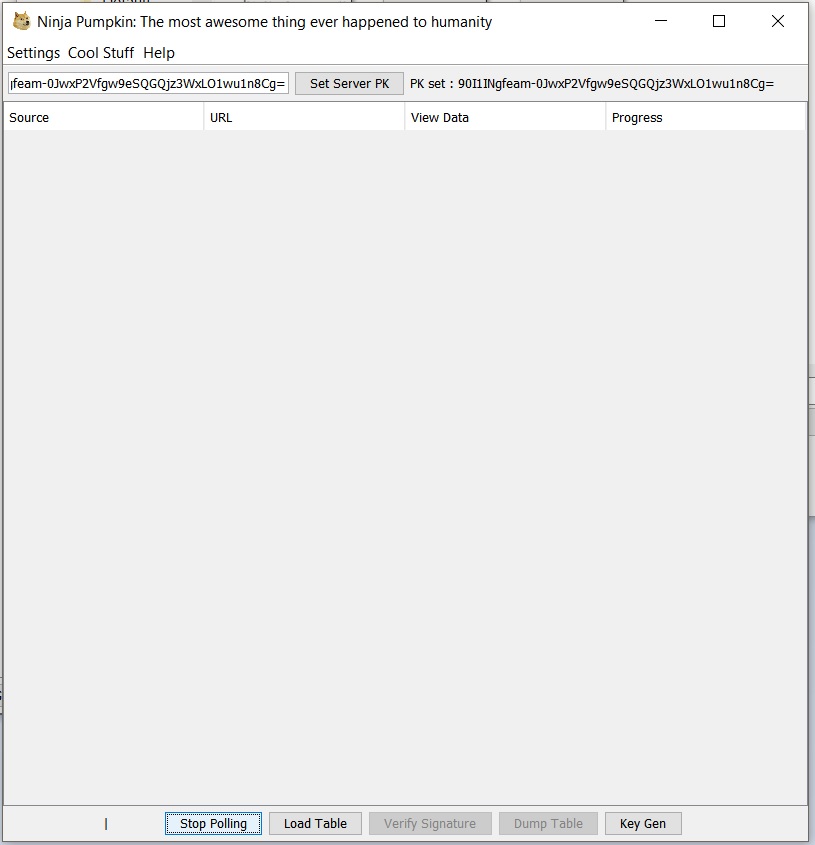 Ninja Pumpkin: The most awesome thing ever happened to humanity
Settings Cool Stuff Help
feam-0JwxP2Vfgw9eSQGQjz3WxLO1wu1n8Cg= Set Server PK PK set : 90I1INgfeam-0JwxP2Vfgw9eSQGQjz3WxLO1wu1n8Cg=
Source URL View Data Progress
| Stop Polling Load Table Verify Signature Dump Table Key Gen